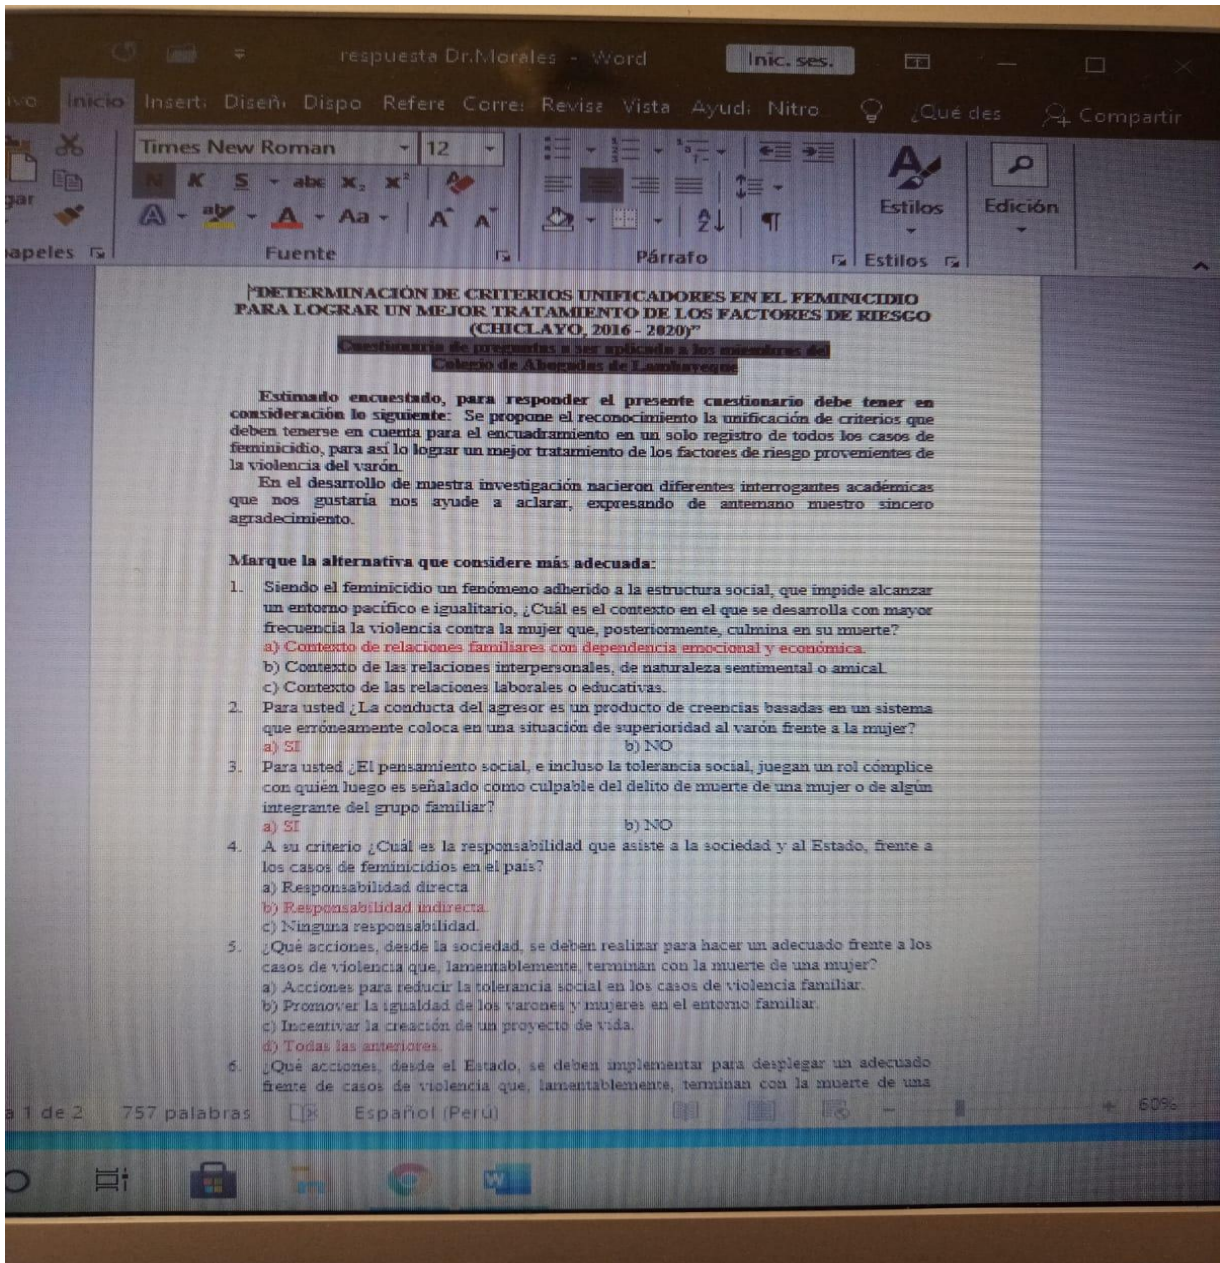 respuesta Dr.Morales - Word
Inic. ses.
Inicio
Insert
Diseñ
Dispo
Refere
Corre
Revisa
Vista
Ayud
Nitro
¿Qué des
Compartir
Times New Roman
12
N K S abc X₂ X²
Aa A A
gar
apeles
Fuente
Párrafo
Estilos
Edición
Estilos
"DETERMINACIÓN DE CRITERIOS UNIFICADORES EN EL FEMINICIDIO
PARA LOGRAR UN MEJOR TRATAMIENTO DE LOS FACTORES DE RIESGO
(CHICLAYO, 2016 - 2020)"
Cuestionario de preguntas a ser aplicado a los miembros del
Colegio de Abogados de Lambayeque
Estimado encuestado, para responder el presente cuestionario debe tener en
consideración lo siguiente: Se propone el reconocimiento la unificación de criterios que
deben tenerse en cuenta para el encuadramiento en un solo registro de todos los casos de
feminicidio, para así lo lograr un mejor tratamiento de los factores de riesgo provenientes de
la violencia del varón.
En el desarrollo de nuestra investigación nacieron diferentes interrogantes académicas
que nos gustaría nos ayude a aclarar, expresando de antemano nuestro sincero
agradecimiento.
Marque la alternativa que considere más adecuada:
1. Siendo el feminicidio un fenómeno adherido a la estructura social, que impide alcanzar
un entorno pacífico e igualitario, ¿Cuál es el contexto en el que se desarrolla con mayor
frecuencia la violencia contra la mujer que, posteriormente, culmina en su muerte?
a) Contexto de relaciones familiares con dependencia emocional y económica.
b) Contexto de las relaciones interpersonales, de naturaleza sentimental o amical.
c) Contexto de las relaciones laborales o educativas.
2. Para usted ¿La conducta del agresor es un producto de creencias basadas en un sistema
que erróneamente coloca en una situación de superioridad al varón frente a la mujer?
a) SI b) NO
3. Para usted ¿El pensamiento social, e incluso la tolerancia social, juegan un rol cómplice
con quién luego es señalado como culpable del delito de muerte de una mujer o de algún
integrante del grupo familiar?
a) SI b) NO
4. A su criterio ¿Cuál es la responsabilidad que asiste a la sociedad y al Estado, frente a
los casos de feminicidios en el país?
a) Responsabilidad directa
b) Responsabilidad indirecta.
c) Ninguna responsabilidad.
5. ¿Qué acciones, desde la sociedad, se deben realizar para hacer un adecuado frente a los
casos de violencia que, lamentablemente, terminan con la muerte de una mujer?
a) Acciones para reducir la tolerancia social en los casos de violencia familiar.
b) Promover la igualdad de los varones y mujeres en el entorno familiar.
c) Incentivar la creación de un proyecto de vida.
d) Todas las anteriores.
6. ¿Qué acciones, desde el Estado, se deben implementar para desplegar un adecuado
frente de casos de violencia que, lamentablemente, terminan con la muerte de una
a 1 de 2 757 palabras Español (Perú) 60%